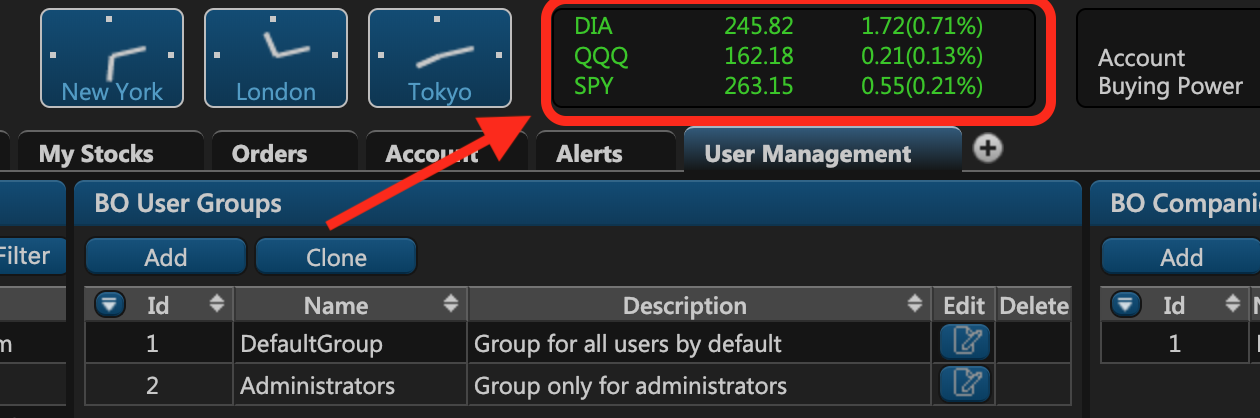 New York
London
Tokyo
DIA 245.82 1.72(0.71%)
QQQ 162.18 0.21(0.13%)
SPY 263.15 0.55(0.21%)
Account
Buying Power
My Stocks
Orders
Account
Alerts
User Management
BO User Groups
BO Compani
Filter
Add
Clone
Add
Id Name Description Edit Delete
Id
1 DefaultGroup Group for all users by default
1
2 Administrators Group only for administrators